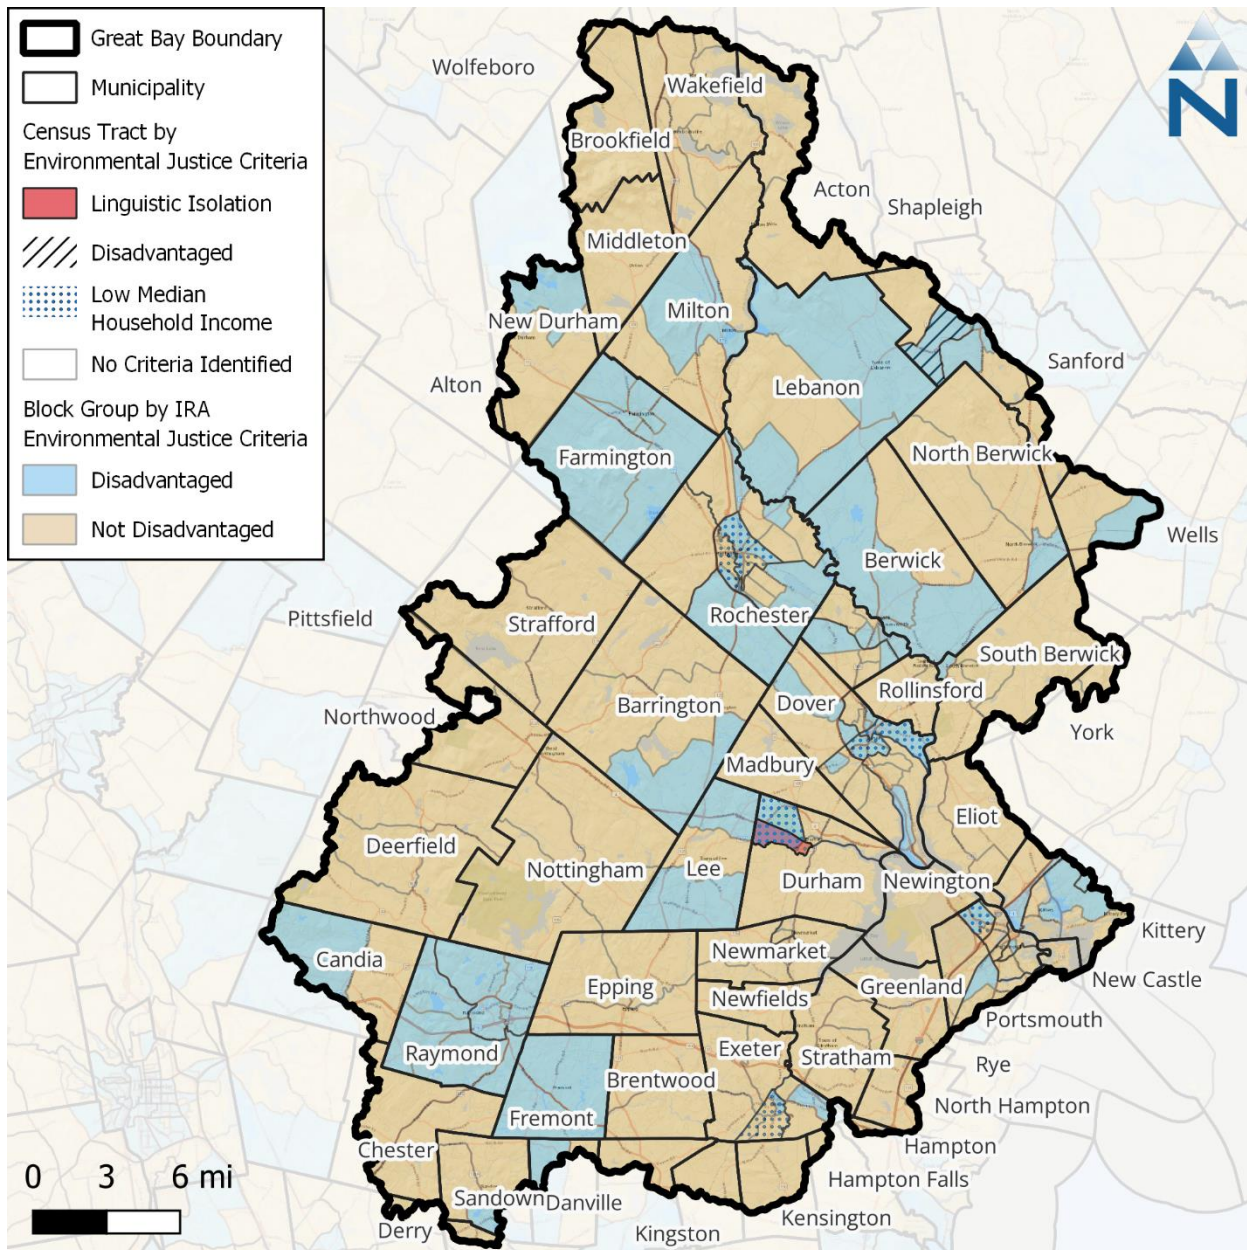 Great Bay Boundary
Municipality
Census Tract by
Environmental Justice Criteria
Linguistic Isolation
Disadvantaged
Low Median
Household Income
No Criteria Identified
Block Group by IRA
Environmental Justice Criteria
Disadvantaged
Not Disadvantaged
N
Wolfeboro
Wakefield
Brookfield
Acton
Shapleigh
Middleton
Milton
New Durham
Sanford
Alton
Lebanon
North Berwick
Farmington
Wells
Berwick
Pittsfield
Strafford
Rochester
South Berwick
Rollinsford
Barrington
Dover
Northwood
York
Madbury
Eliot
Deerfield
Nottingham
Lee
Durham
Newington
Kittery
Candia
Newmarket
New Castle
Epping
Greenland
Newfields
Portsmouth
Raymond
Exeter
Stratham
Rye
Brentwood
Fremont
North Hampton
Chester
Hampton
0 3 6 mi
Hampton Falls
Sandown
Danville
Kensington
Derry
Kingston